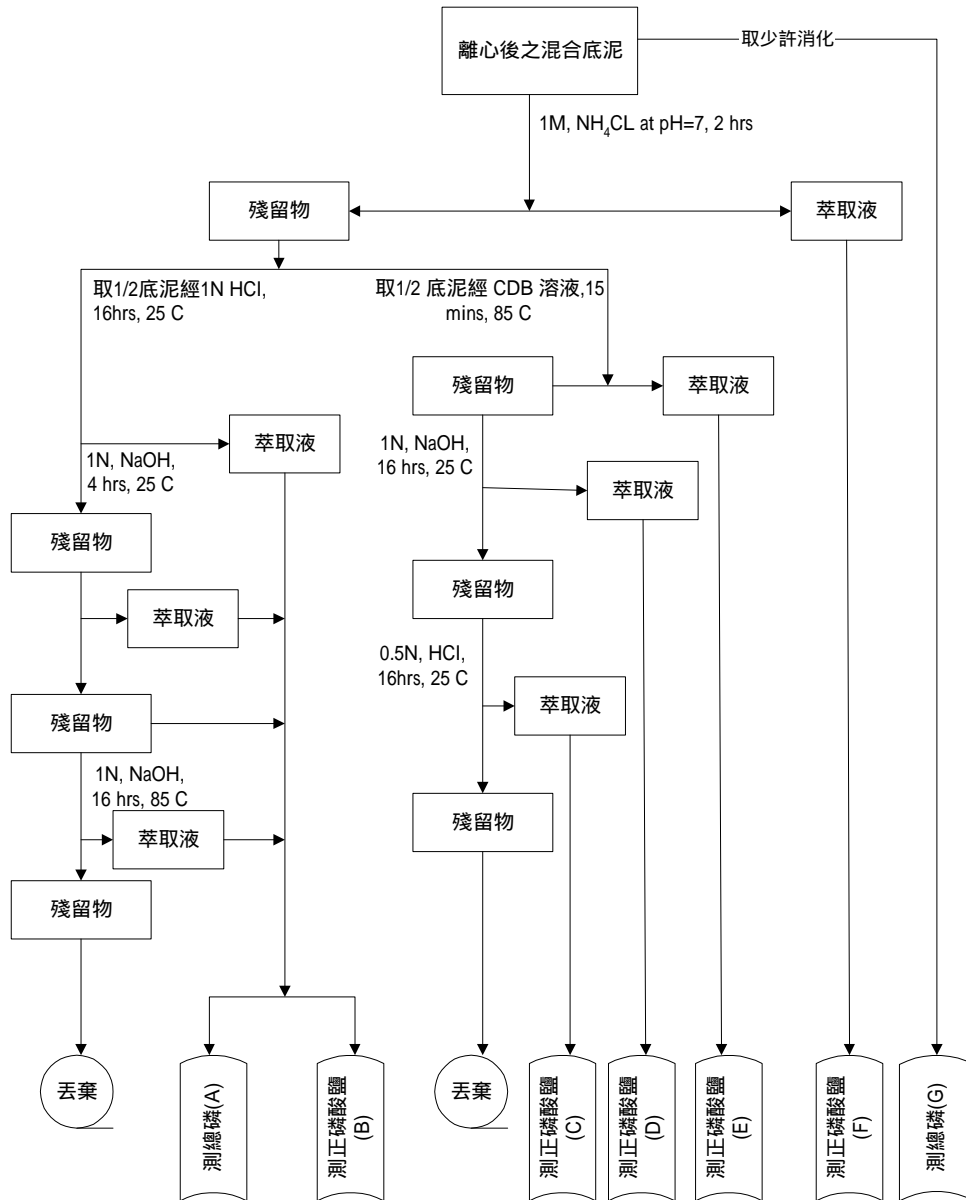 離心後之混合底泥
取少許消化
1M, NH₄CL at pH=7, 2 hrs
殘留物
萃取液
取1/2底泥經1N HCl,
16hrs, 25 C
取1/2 底泥經 CDB 溶液,15
mins, 85 C
殘留物
萃取液
萃取液
1N, NaOH,
4 hrs, 25 C
1N, NaOH,
16 hrs, 25 C
萃取液
殘留物
殘留物
萃取液
0.5N, HCl,
16hrs, 25 C
殘留物
萃取液
1N, NaOH,
16 hrs, 85 C
萃取液
殘留物
殘留物
丟棄
測總磷(A)
測正磷酸鹽
(B)
丟棄
測正磷酸鹽
(C)
測正磷酸鹽
(D)
測正磷酸鹽
(E)
測正磷酸鹽
(F)
測總磷(G)